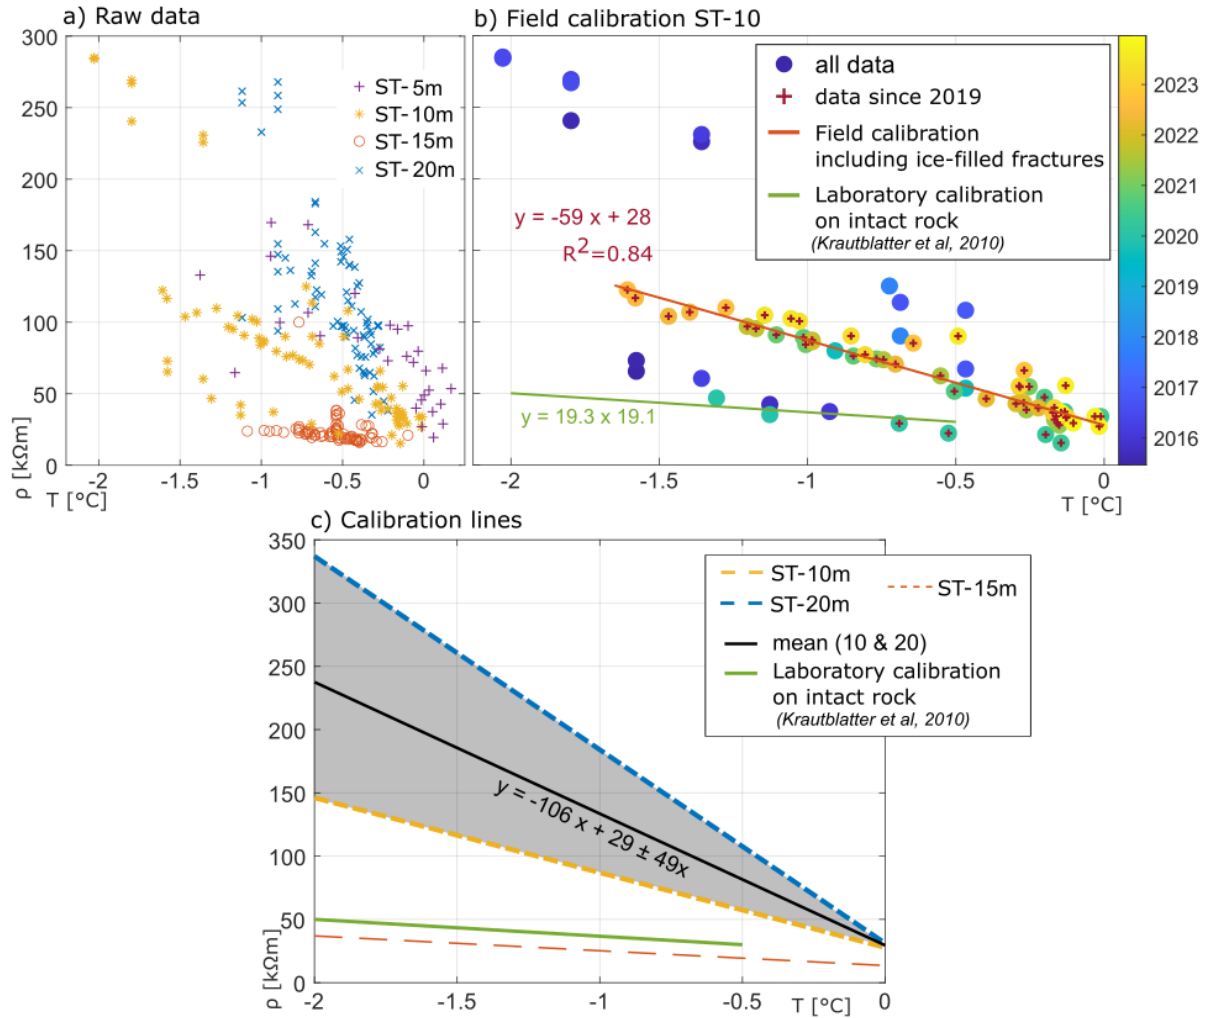 a) Raw data
300
250
200
150
100
50
0
ρ [kΩm]
-2
-1.5
-1
-0.5
0
T [°C]
ST-5m
ST-10m
ST-15m
ST-20m
b) Field calibration ST-10
all data
data since 2019
Field calibration
including ice-filled fractures
Laboratory calibration
on intact rock
(Krautblatter et al, 2010)
y = -59 x + 28
R²=0.84
y = 19.3 x 19.1
-2
-1.5
-1
-0.5
0
T [°C]
2023
2022
2021
2020
2019
2018
2017
2016
c) Calibration lines
350
300
250
200
150
100
50
0
ρ [kΩm]
-2
-1.5
-1
-0.5
0
T [°C]
ST-10m
ST-20m
ST-15m
mean (10 & 20)
Laboratory calibration
on intact rock
(Krautblatter et al, 2010)
y = -106 x + 29 ± 49x